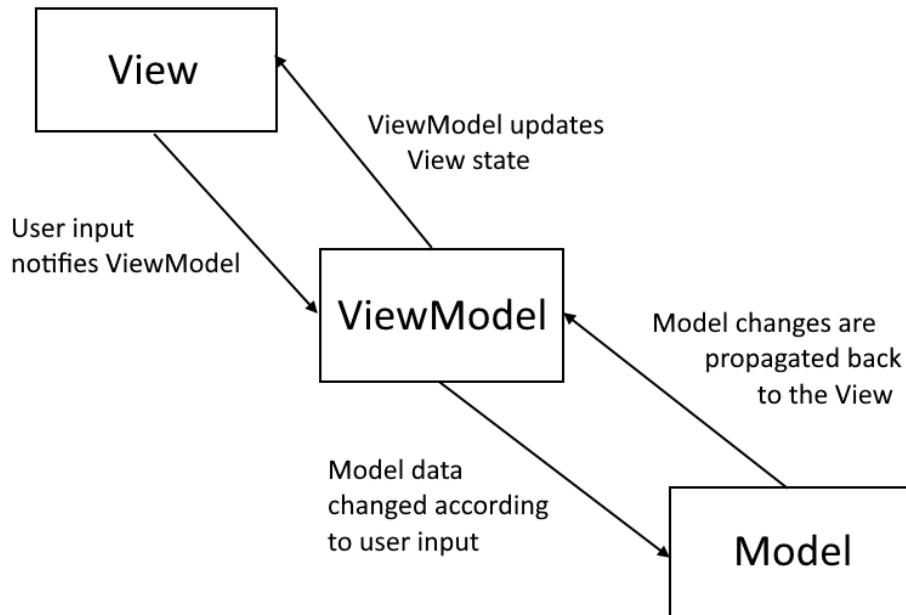 View
ViewModel updates
View state
User input
notifies ViewModel
ViewModel
Model changes are
propagated back
to the View
Model data
changed according
to user input
Model